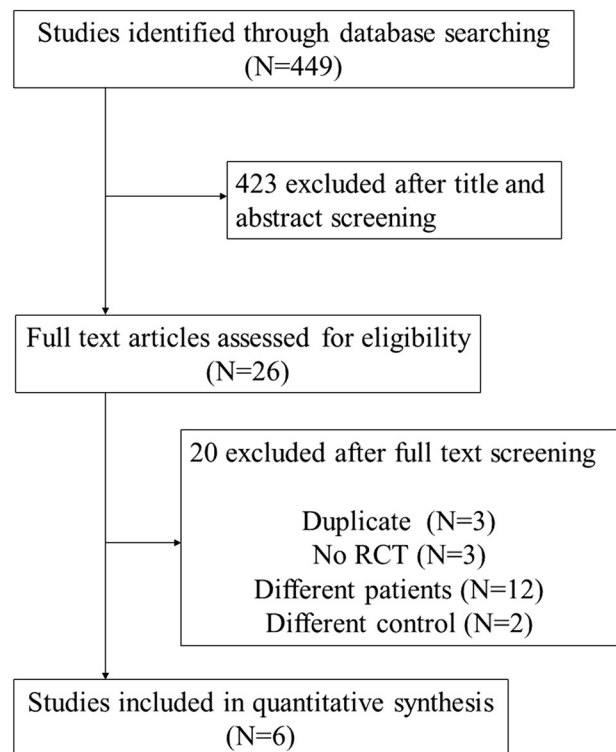 Studies identified through database searching
(N=449)
423 excluded after title and
abstract screening
Full text articles assessed for eligibility
(N=26)
20 excluded after full text screening
Duplicate (N=3)
No RCT (N=3)
Different patients (N=12)
Different control (N=2)
Studies included in quantitative synthesis
(N=6)